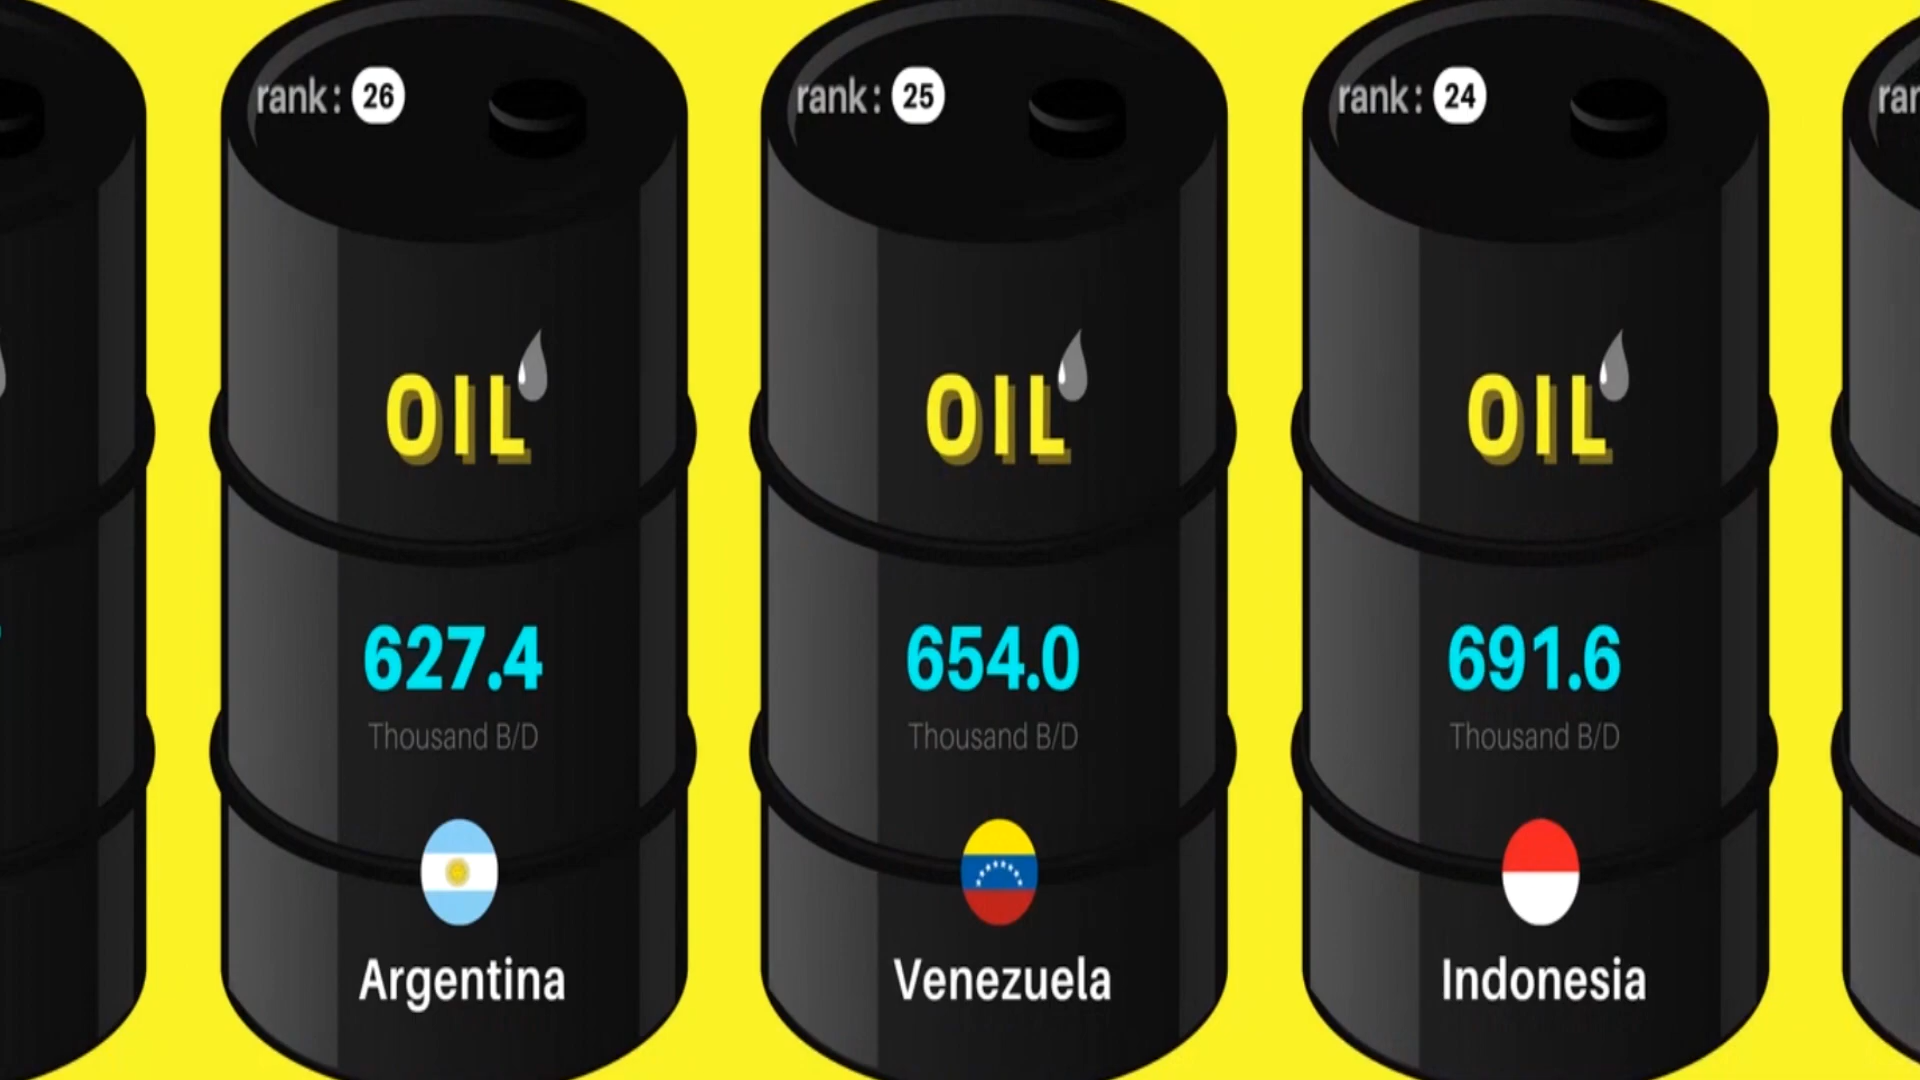 rank: 26
OIL
627.4
Thousand B/D
Argentina
rank: 25
OIL
654.0
Thousand B/D
Venezuela
rank: 24
OIL
691.6
Thousand B/D
Indonesia